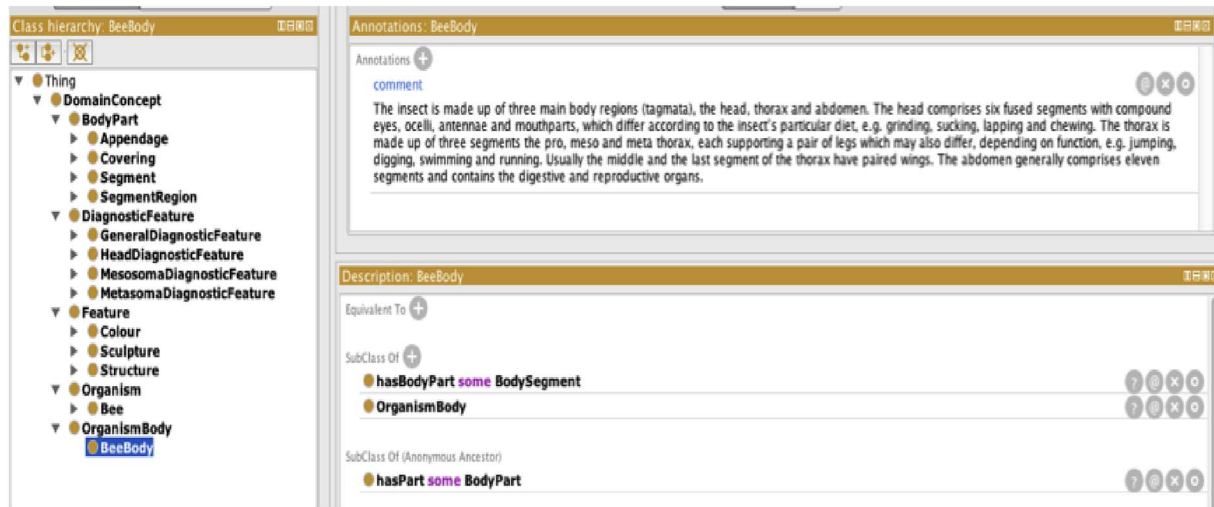 Class hierarchy: BeeBody
Thing
DomainConcept
BodyPart
Appendage
Covering
Segment
SegmentRegion
DiagnosticFeature
GeneralDiagnosticFeature
HeadDiagnosticFeature
MesosomaDiagnosticFeature
MetasomaDiagnosticFeature
Feature
Colour
Sculpture
Structure
Organism
Bee
OrganismBody
BeeBody
Annotations: BeeBody
Annotations
comment
The insect is made up of three main body regions (tagmata), the head, thorax and abdomen. The head comprises six fused segments with compound
eyes, ocelli, antennae and mouthparts, which differ according to the insect's particular diet, e.g. grinding, sucking, lapping and chewing. The thorax is
made up of three segments the pro, meso and meta thorax, each supporting a pair of legs which may also differ, depending on function, e.g. jumping,
digging, swimming and running. Usually the middle and the last segment of the thorax have paired wings. The abdomen generally comprises eleven
segments and contains the digestive and reproductive organs.
Description: BeeBody
Equivalent To
SubClass Of
hasBodyPart some BodySegment
OrganismBody
SubClass Of (Anonymous Ancestor)
hasPart some BodyPart